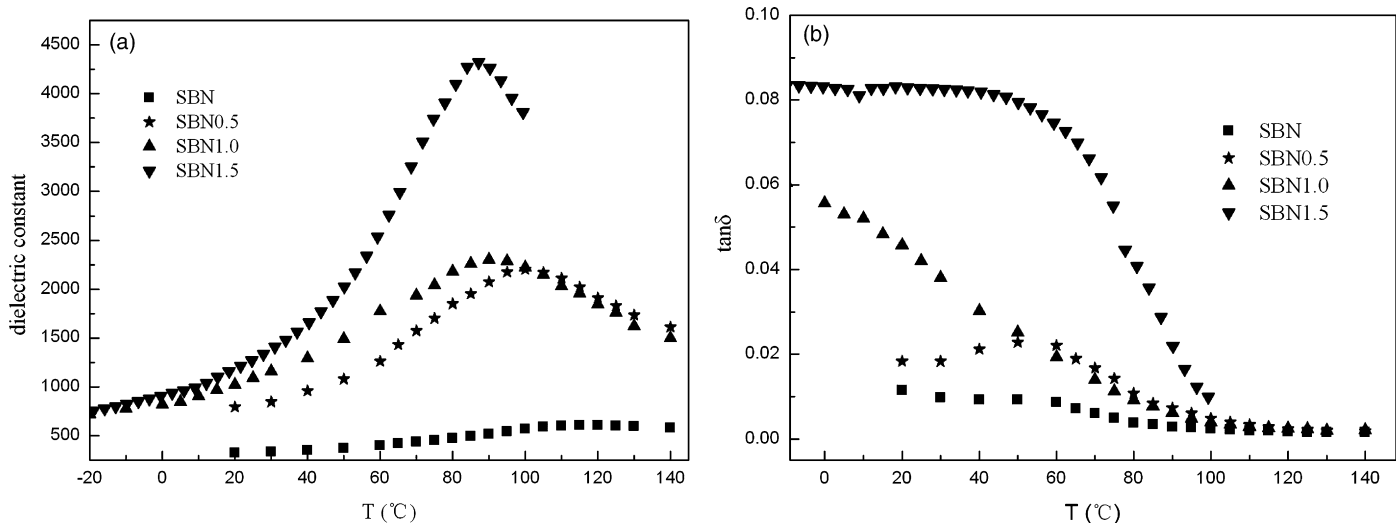 (a)
4500
4000
3500
3000
2500
2000
1500
1000
500
dielectric constant
SBN
SBN0.5
SBN1.0
SBN1.5
-20 0 20 40 60 80 100 120 140
T (℃)
(b)
0.10
0.08
0.06
0.04
0.02
0.00
tanδ
SBN
SBN0.5
SBN1.0
SBN1.5
0 20 40 60 80 100 120 140
T (℃)